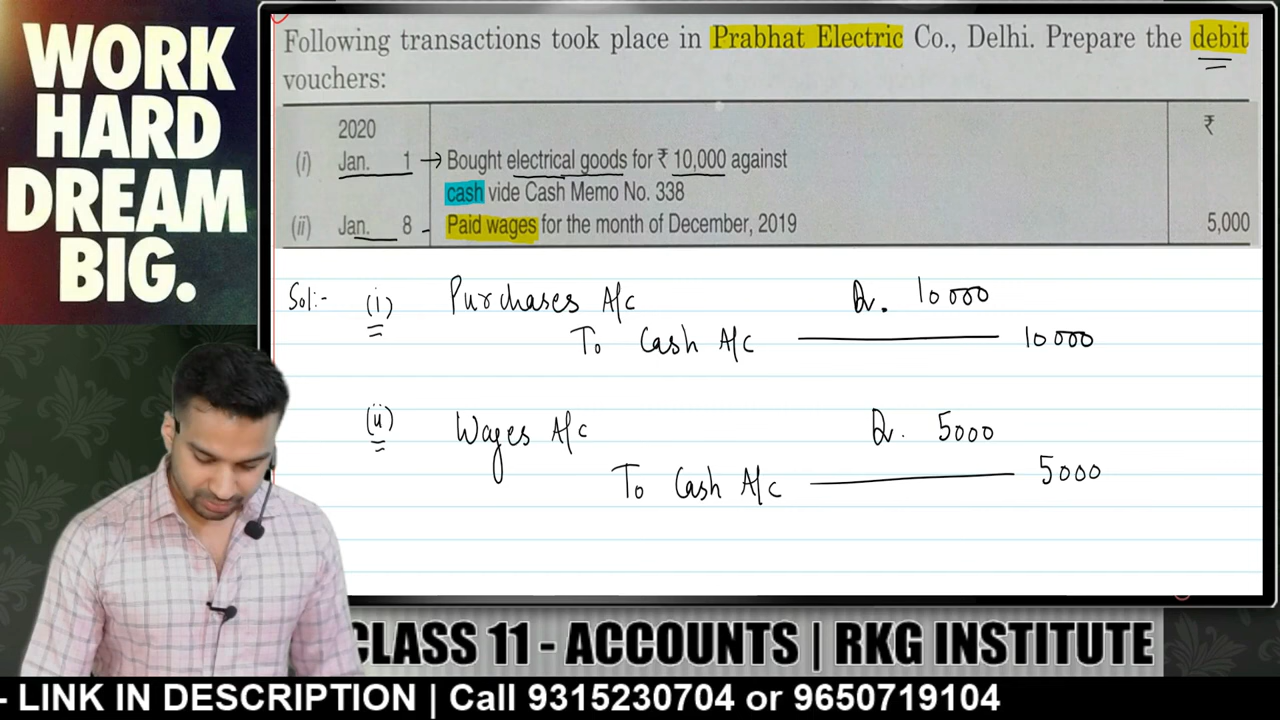 WORK
HARD
DREAM
BIG.
Following transactions took place in Prabhat Electric Co., Delhi. Prepare the debit
vouchers:
2020 ₹
(i) Jan. 1 → Bought electrical goods for ₹ 10,000 against
cash vide Cash Memo No. 338
(ii) Jan. 8 Paid wages for the month of December, 2019 5,000
Sol:- (i) Purchases A/c Dr. 10000
To Cash A/c 10000
(ii) Wages A/c Dr. 5000
To Cash A/c 5000
CLASS 11 - ACCOUNTS | RKG INSTITUTE
- LINK IN DESCRIPTION | Call 9315230704 or 9650719104